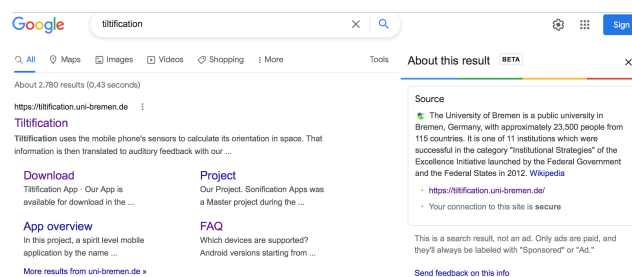 Google
tiltification
Sign
All Maps Images Videos Shopping More Tools
About 2.780 results (0,43 seconds)
https://tiltification.uni-bremen.de
Tiltification
Tiltification uses the mobile phone's sensors to calculate its orientation in space. That
information is then translated to auditory feedback with our ...
Download
Tiltification App · Our App is
available for download in the ...
Project
Our Project. Sonification Apps was
a Master project during the ...
App overview
In this project, a spirit level mobile
application by the name ...
FAQ
Which devices are supported?
Android versions starting from ...
More results from uni-bremen.de »
About this result BETA
Source
The University of Bremen is a public university in
Bremen, Germany, with approximately 23,500 people from
115 countries. It is one of 11 institutions which were
successful in the category "Institutional Strategies" of the
Excellence Initiative launched by the Federal Government
and the Federal States in 2012. Wikipedia
· https://tiltification.uni-bremen.de/
· Your connection to this site is secure
This is a search result, not an ad. Only ads are paid, and
they'll always be labeled with "Sponsored" or "Ad."
Send feedback on this info